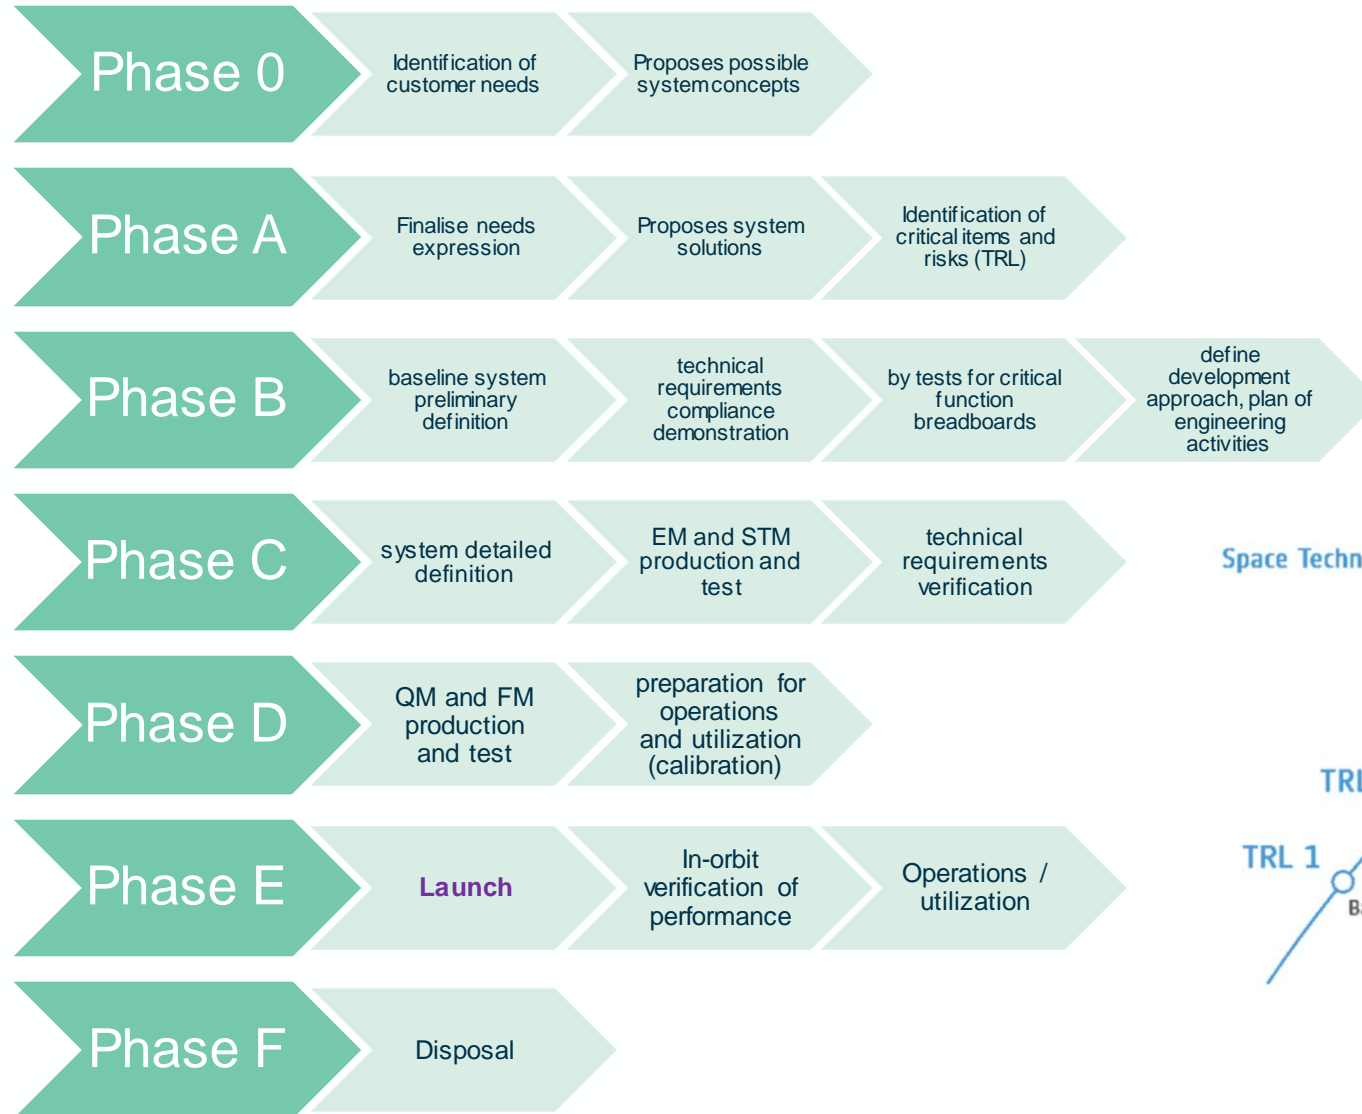 Phase 0
Identification of
customer needs
Proposes possible
system concepts
Phase A
Finalise needs
expression
Proposes system
solutions
Identification of
critical items and
risks (TRL)
Phase B
baseline system
preliminary
definition
technical
requirements
compliance
demonstration
by tests for critical
function
breadboards
define
development
approach, plan of
engineering
activities
Phase C
system detailed
definition
EM and STM
production and
test
technical
requirements
verification
Space Techn
Phase D
QM and FM
production
and test
preparation for
operations
and utilization
(calibration)
TRL
TRL 1
Phase E
Launch
In-orbit
verification of
performance
Operations /
utilization
Phase F
Disposal